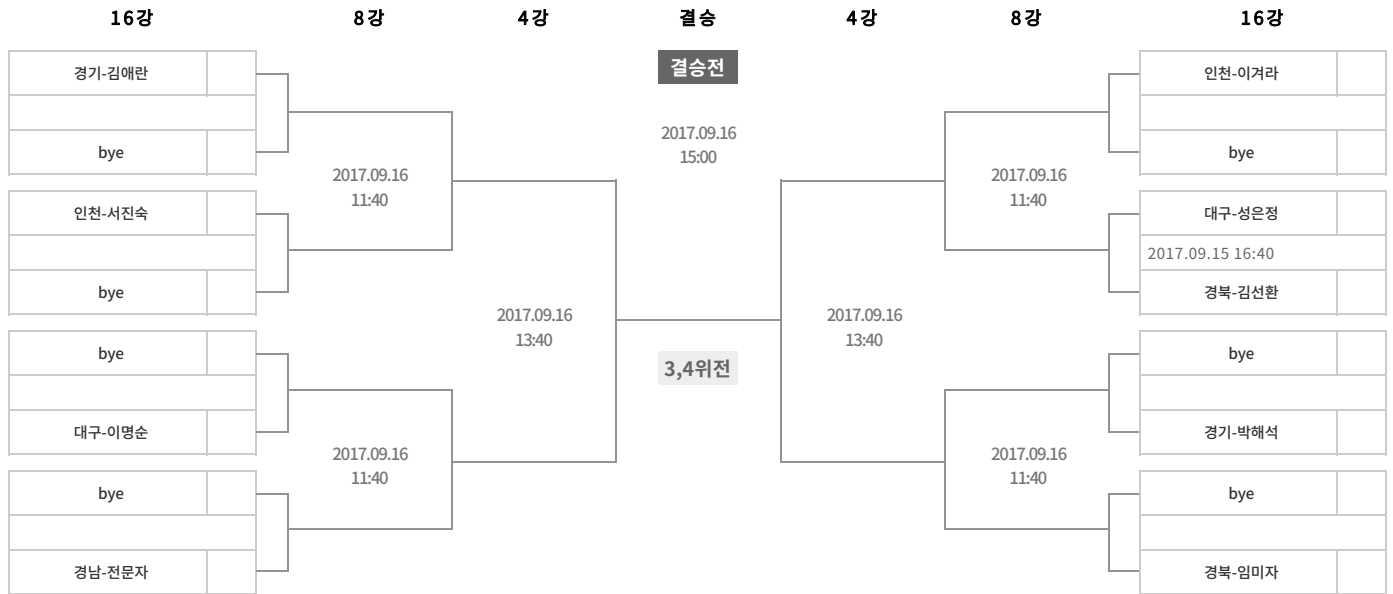 16강 8강 4강 결승 4강 8강 16강
경기-김애란
bye
인천-서진숙
bye
bye
대구-이명순
bye
경남-전문자
2017.09.16
11:40
2017.09.16
11:40
2017.09.16
13:40
결승전
2017.09.16
15:00
3,4위전
2017.09.16
13:40
2017.09.16
11:40
2017.09.16
11:40
인천-이겨라
bye
대구-성은정
2017.09.15 16:40
경북-김선환
bye
경기-박해석
bye
경북-임미자